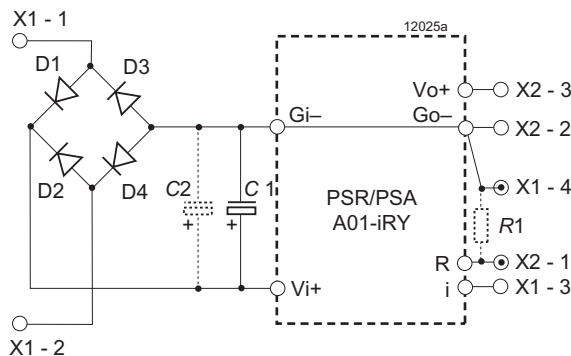 X1 - 1
12025a
D1
D3
Vo+
X2 - 3
Gi–
Go–
X2 - 2
D2
D4
C2
C 1
PSR/PSA
A01-iRY
X1 - 4
R1
+
+
R
X2 - 1
Vi+
i
X1 - 3
X1 - 2